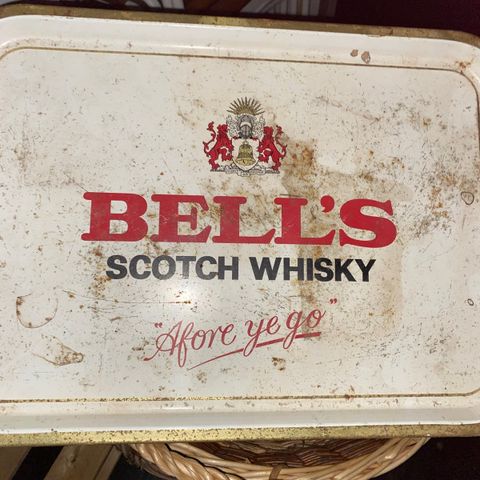 BELL'S
SCOTCH WHISKY
"Afore ye go"